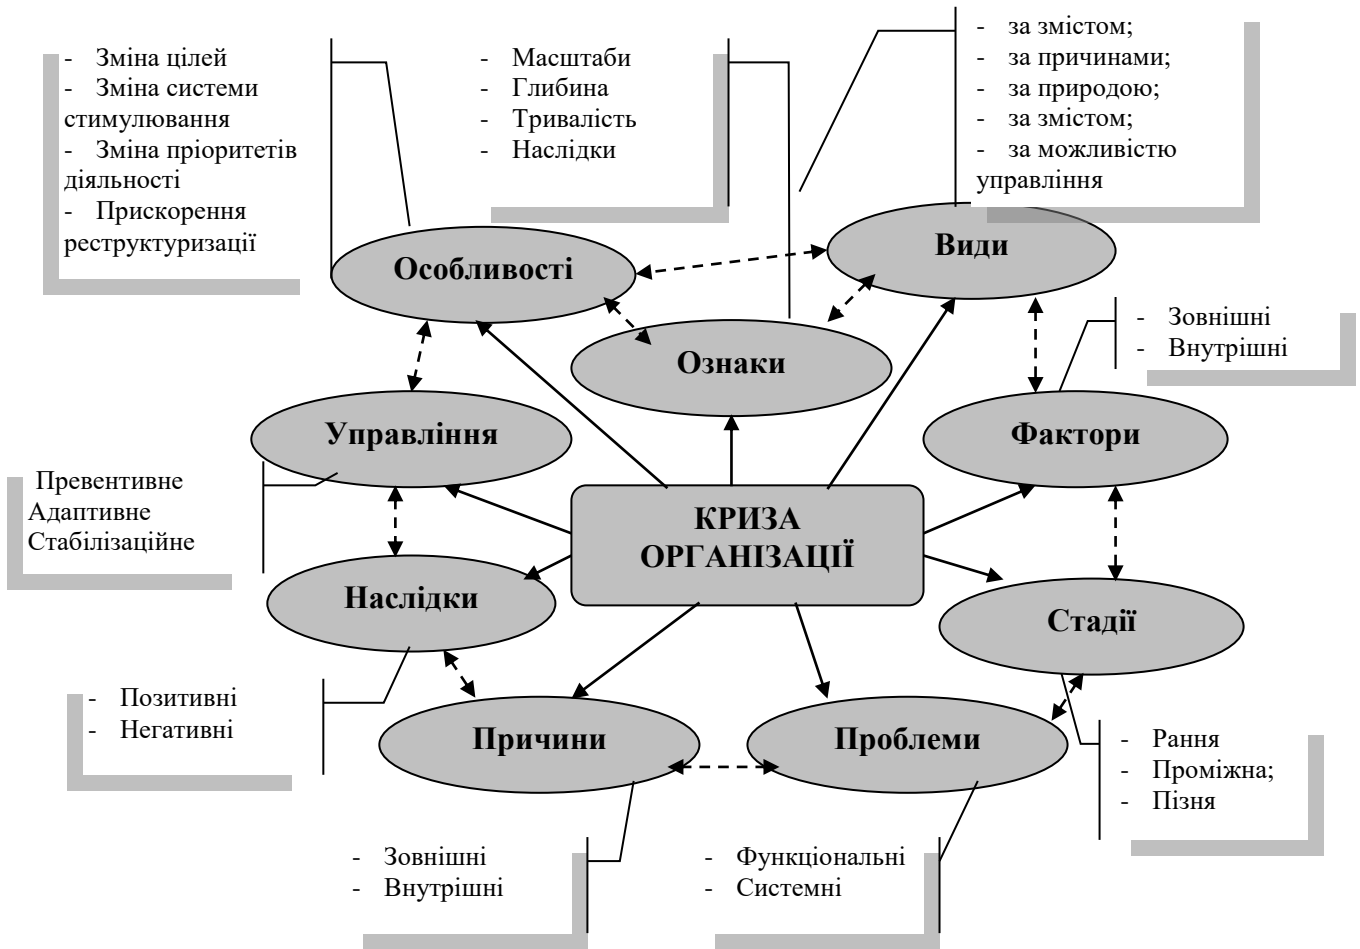 - Зміна цілей
- Зміна системи
стимулювання
- Зміна пріоритетів
діяльності
- Прискорення
реструктуризації
- Масштаби
- Глибина
- Тривалість
- Наслідки
- за змістом;
- за причинами;
- за природою;
- за змістом;
- за можливістю
управління
Особливості
Види
Ознаки
- Зовнішні
- Внутрішні
Управління
Фактори
Превентивне
Адаптивне
Стабілізаційне
КРИЗА
ОРГАНІЗАЦІЇ
Наслідки
Стадії
- Позитивні
- Негативні
Причини
Проблеми
- Рання
- Проміжна;
- Пізня
- Зовнішні
- Внутрішні
- Функціональні
- Системні